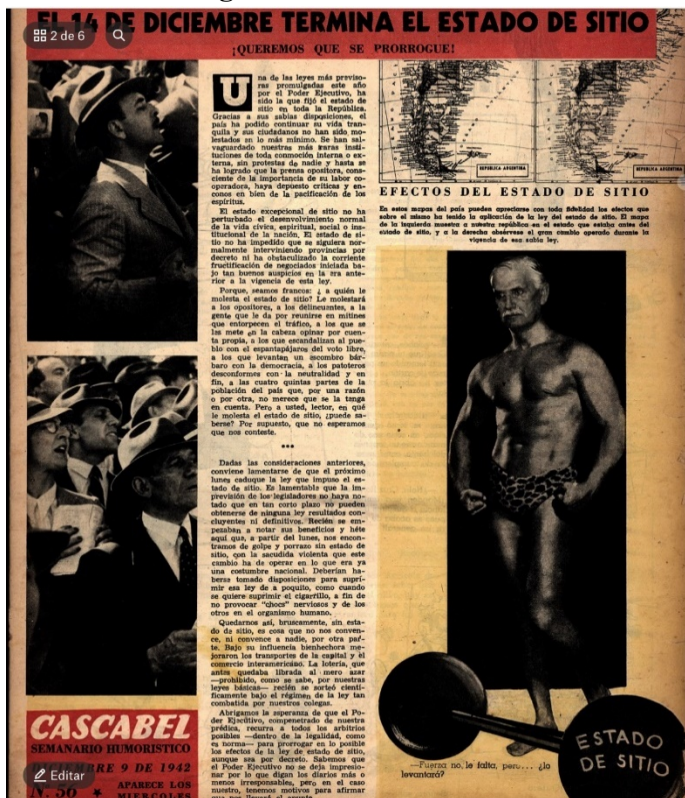 EL 14 DE DICIEMBRE TERMINA EL ESTADO DE SITIO
2 de 6
¡QUEREMOS QUE SE PRORROGUE!
Una de las leyes más previso-
ras promulgadas este año
por el Poder Ejecutivo, ha
sido la que fijó el estado de
sitio en toda la República.
Gracias a sus sabias disposiciones, el
país ha podido continuar su vida tran-
quila y sus ciudadanos no han sido mo-
lestados en lo más mínimo. Se han sal-
vaguardado nuestras más caras insti-
tuciones de toda conmoción interna o ex-
terna, sin protestas de nadie y hasta se
ha logrado que la prensa opositora, cons-
ciente de la importancia de su labor co-
operadora, haya depuesto críticas y en-
conos en bien de la pacificación de los
espíritus.
El estado excepcional de sitio no ha
perturbado el desenvolvimiento normal
de la vida cívica, espiritual, social o ins-
titucional de la nación. El estado de si-
tio no ha impedido que se siguiera nor-
malmente interviniendo provincias por
decreto ni ha obstaculizado la corriente
fructificación de negociados iniciada ba-
jo tan buenos auspicios en la era ante-
rior a la vigencia de esta ley.
Porque, seamos francos: ¿a quién le
molesta el estado de sitio? Le molestará
a los opositores, a los delincuentes, a la
gente que le da por reunirse en mitines
que entorpecen el tráfico, a los que se
les mete en la cabeza opinar por cuen-
ta propia, a los que escandalizan al pue-
blo con el espantapájaros del voto libre,
a los que levantan un escombro bár-
baro con la democracia, a los patoteros
desconformes con la neutralidad y en
fin, a las cuatro quintas partes de la
población del país que, por una razón
o por otra, no merece que se la tenga
en cuenta. Pero a usted, lector, en qué
le molesta el estado de sitio, ¿puede sa-
berse? Por supuesto, que no esperamos
que nos conteste.
***
Dadas las consideraciones anteriores,
conviene lamentarse de que el próximo
lunes caduque la ley que impuso el es-
tado de sitio. Es lamentable que la im-
previsión de los legisladores no haya no-
tado que en tan corto plazo no pueden
obtenerse de ninguna ley resultados con-
cluyentes ni definitivos. Recién se em-
pezaban a notar sus beneficios y héte
aquí que, a partir del lunes, nos encon-
tramos de golpe y porrazo sin estado de
sitio, con la sacudida violenta que este
cambio ha de operar en lo que era ya
una costumbre nacional. Deberían ha-
berse tomado disposiciones para supri-
mir esa ley de a poquito, como cuando
se quiere suprimir el cigarrillo, a fin de
no provocar "chocs" nerviosos y de los
otros en el organismo humano.
Quedarnos así, bruscamente, sin esta-
do de sitio, es cosa que no nos conven-
ce, ni convence a nadie, por otra par-
te. Bajo su influencia bienhechora me-
joraron los transportes de la capital y el
comercio interamericano. La lotería, que
antes quedaba librada al mero azar
—prohibido, como se sabe, por nuestras
leyes básicas— recién se sorteó cientí-
ficamente bajo el régimen de la ley tan
combatida por nuestros colegas.
Abrigamos la esperanza de que el Po-
der Ejecutivo, compenetrado de nuestra
prédica, recurra a todos los arbitrios
posibles —dentro de la legalidad, como
es norma— para prorrogar en lo posible
los efectos de la ley de estado de sitio,
aunque sea por decreto. Sabemos que
el Poder Ejecutivo no se deja impresio-
nar por lo que digan los diarios más o
menos irresponsables, pero en el caso
nuestro, tenemos motivos para afirmar
REPUBLICA ARGENTINA
REPUBLICA ARGENTINA
EFECTOS DEL ESTADO DE SITIO
En estos mapas del país pueden apreciarse con toda fidelidad los efectos que
sobre el mismo ha tenido la aplicación de la ley del estado de sitio. El mapa
de la izquierda muestra a nuestra república en el estado que estaba antes del
estado de sitio, y a la derecha obsérvese el gran cambio operado durante la
vigencia de esa sabia ley.
ESTADO
DE SITIO
—Fuerza no le falta, pero... ¿lo
levantará?
CASCABEL
SEMANARIO HUMORISTICO
DICIEMBRE 9 DE 1942
Editar
N. 56 ★ APARECE LOS
MIERCOLES